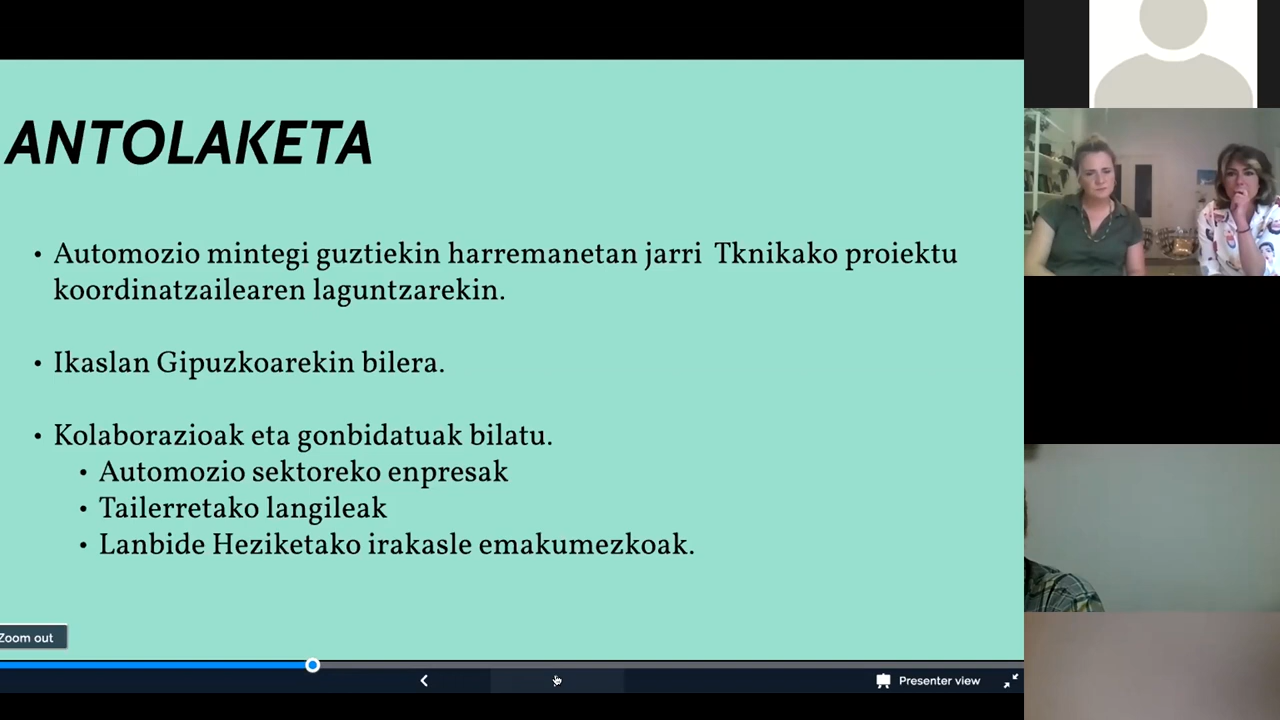 ANTOLAKETA
• Automozio mintegi guztiekin harremanetan jarri Tknikako proiektu
koordinatzailearen laguntzarekin.
• Ikaslan Gipuzkoarekin bilera.
• Kolaborazioak eta gonbidatuak bilatu.
• Automozio sektoreko enpresak
• Tailerretako langileak
• Lanbide Heziketako irakasle emakumezkoak.
Zoom out
Presenter view